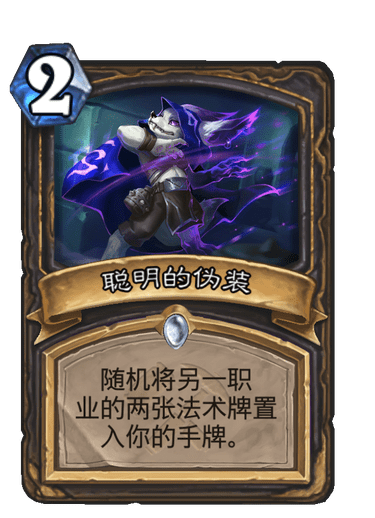 2
聪明的伪装
随机将另一职
业的两张法术牌置
入你的手牌。